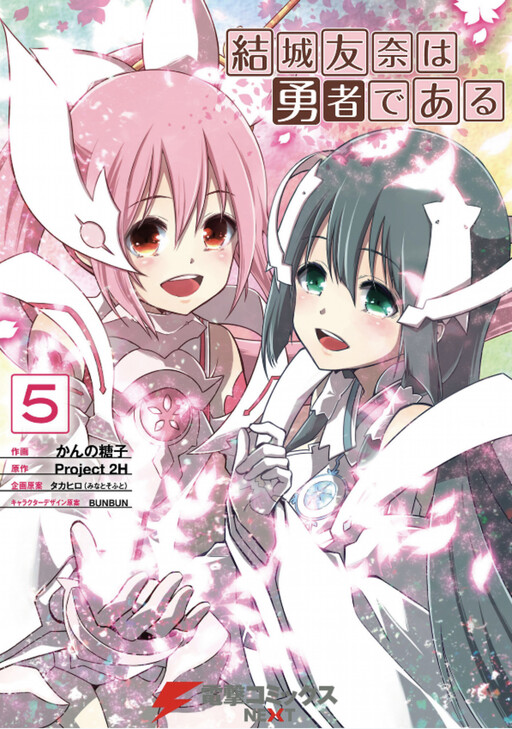 結城友奈は
勇者である
5
作画 かんの糖子
原作 Project 2H
企画原案 タカヒロ(みなとそふと)
キャラクターデザイン原案 BUNBUN
電撃コミックス
NEXT